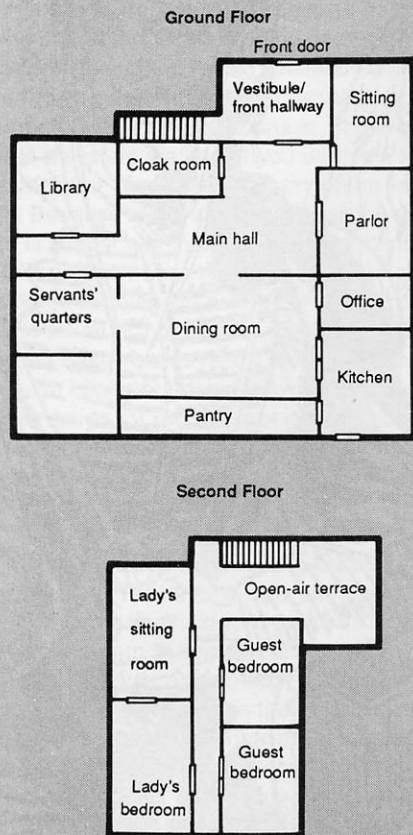 Ground Floor
Front door
Vestibule/
front hallway
Sitting
room
Cloak room
Library
Main hall
Parlor
Servants'
quarters
Office
Dining room
Kitchen
Pantry
Second Floor
Open-air terrace
Lady's
sitting
room
Guest
bedroom
Guest
bedroom
Lady's
bedroom